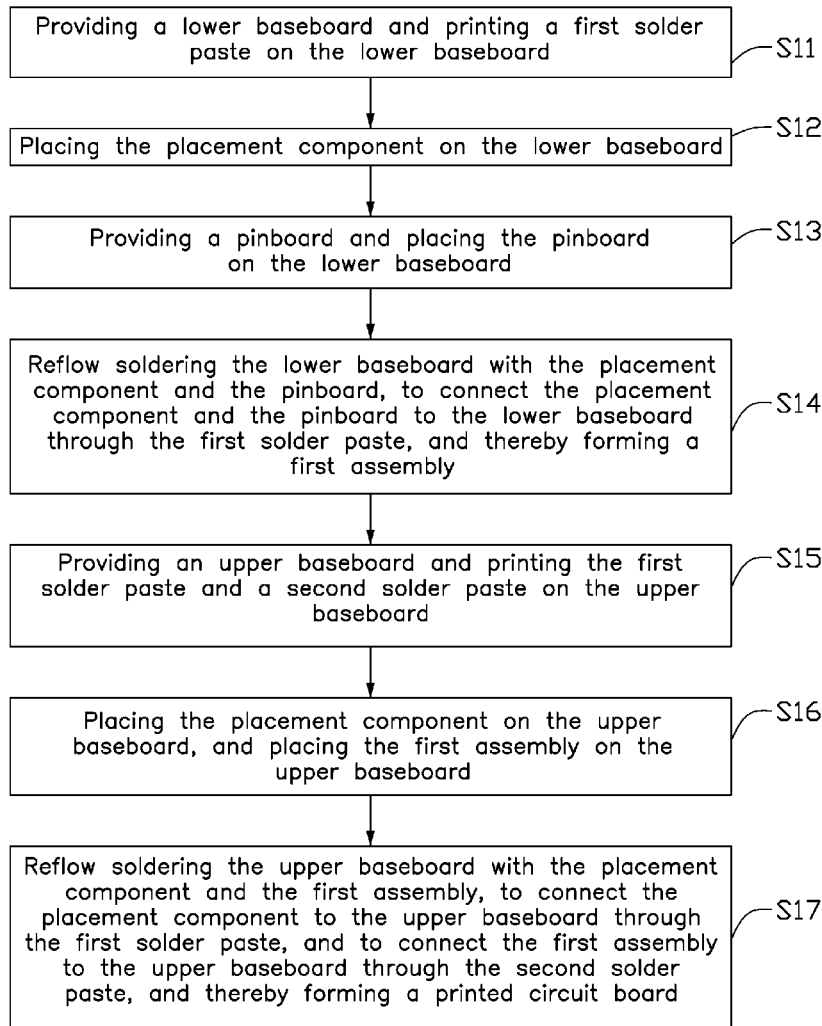 Providing a lower baseboard and printing a first solder
paste on the lower baseboard
S11
Placing the placement component on the lower baseboard
S12
Providing a pinboard and placing the pinboard
on the lower baseboard
S13
Reflow soldering the lower baseboard with the placement
component and the pinboard, to connect the placement
component and the pinboard to the lower baseboard
through the first solder paste, and thereby forming a
first assembly
S14
Providing an upper baseboard and printing the first
solder paste and a second solder paste on the upper
baseboard
S15
Placing the placement component on the upper
baseboard, and placing the first assembly on the
upper baseboard
S16
Reflow soldering the upper baseboard with the placement
component and the first assembly, to connect the
placement component to the upper baseboard through
the first solder paste, and to connect the first assembly
to the upper baseboard through the second solder
paste, and thereby forming a printed circuit board
S17